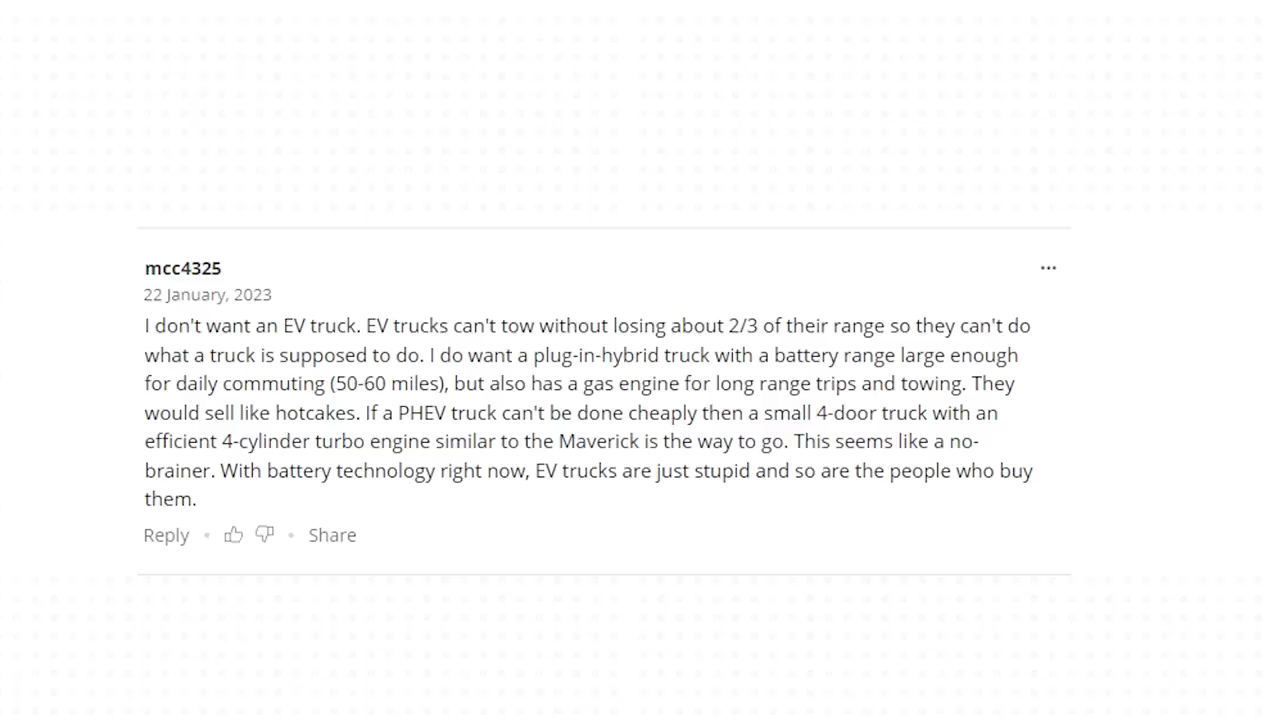 mcc4325
...
22 January, 2023
I don't want an EV truck. EV trucks can't tow without losing about 2/3 of their range so they can't do
what a truck is supposed to do. I do want a plug-in-hybrid truck with a battery range large enough
for daily commuting (50-60 miles), but also has a gas engine for long range trips and towing. They
would sell like hotcakes. If a PHEV truck can't be done cheaply then a small 4-door truck with an
efficient 4-cylinder turbo engine similar to the Maverick is the way to go. This seems like a no-
brainer. With battery technology right now, EV trucks are just stupid and so are the people who buy
them.
Reply • • Share